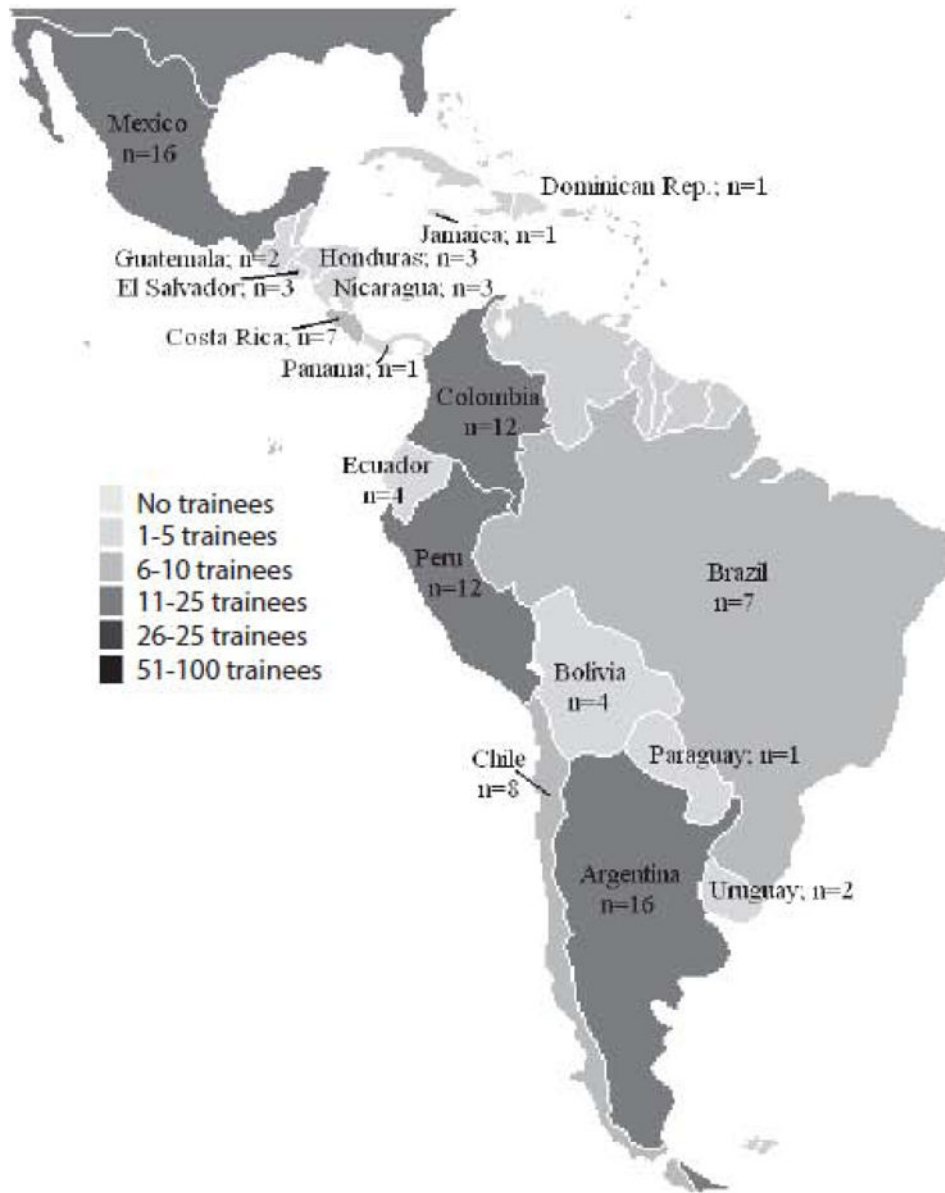 Mexico
n=16
Dominican Rep.; n=1
Jamaica; n=1
Guatemala; n=2
Honduras; n=3
El Salvador; n=3
Nicaragua; n=3
Costa Rica; n=7
Panama; n=1
Colombia
n=12
Ecuador
n=4
No trainees
1-5 trainees
6-10 trainees
11-25 trainees
26-25 trainees
51-100 trainees
Peru
n=12
Brazil
n=7
Bolivia
n=4
Paraguay; n=1
Chile
n=8
Argentina
n=16
Uruguay; n=2